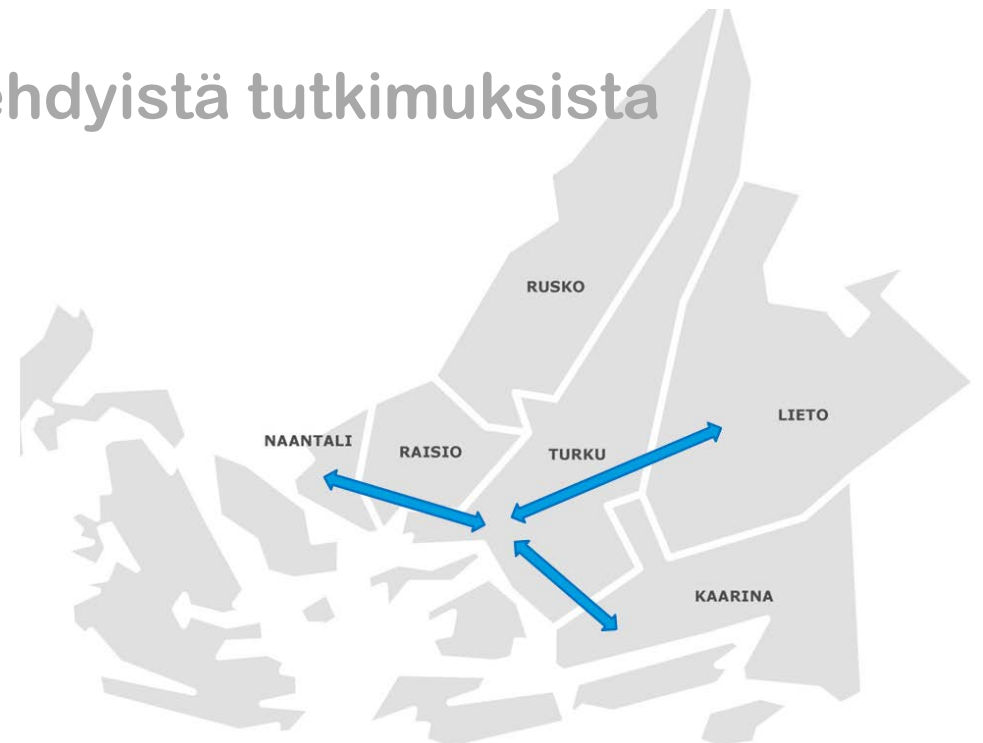 ehdyistä tutkimuksista
RUSKO
LIETO
NAANTALI
RAISIO
TURKU
KAARINA